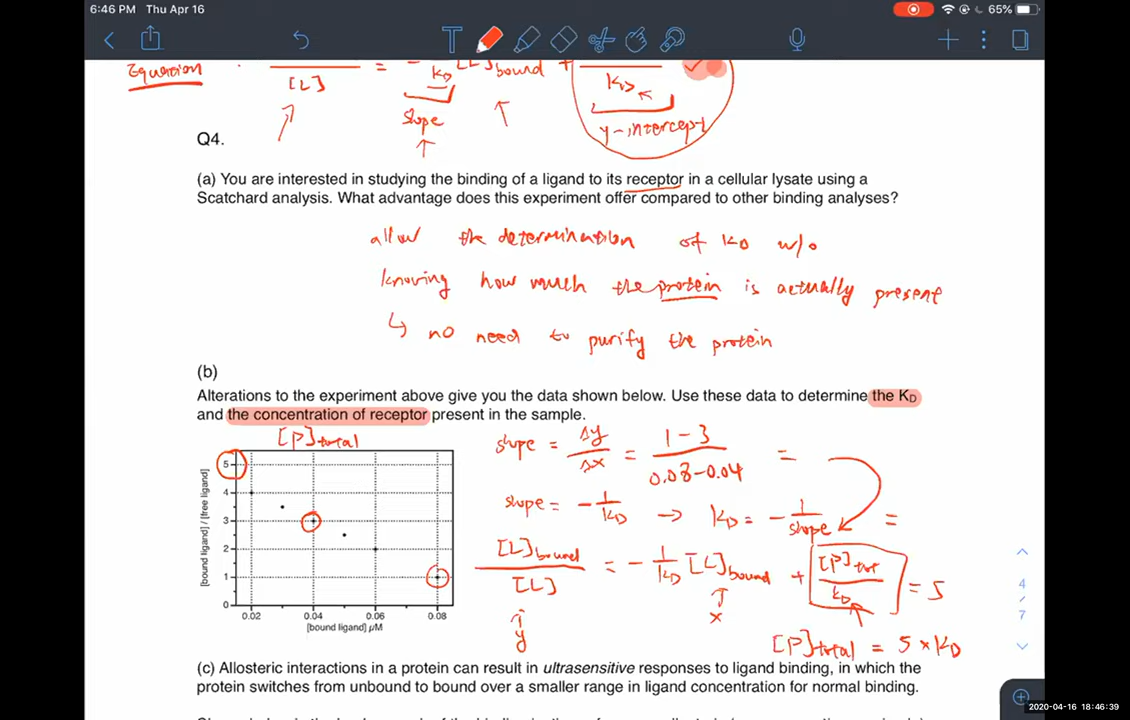 6:46 PM Thu Apr 16
65%
Equation
[L]
=
-
KD
[L]bound +
KD
slope
y-intercept
Q4.
(a) You are interested in studying the binding of a ligand to its receptor in a cellular lysate using a
Scatchard analysis. What advantage does this experiment offer compared to other binding analyses?
allow the determination of KD w/o
knowing how much the protein is actually present
↳ no need to purify the protein
(b)
Alterations to the experiment above give you the data shown below. Use these data to determine the KD
and the concentration of receptor present in the sample.
[P]total
[bound ligand] / [free ligand]
5
4
3
2
1
0
0.02 0.04 0.06 0.08
[bound ligand] µM
slope = Δy/Δx = 1-3/0.08-0.04 =
slope = -1/KD → KD = -1/slope =
[L]bound/[L] = -1/KD [L]bound + [P]tot/KD = 5
y
x
[P]total = 5 × KD
(c) Allosteric interactions in a protein can result in ultrasensitive responses to ligand binding, in which the
protein switches from unbound to bound over a smaller range in ligand concentration for normal binding.
4
/
7
2020-04-16 18:46:39